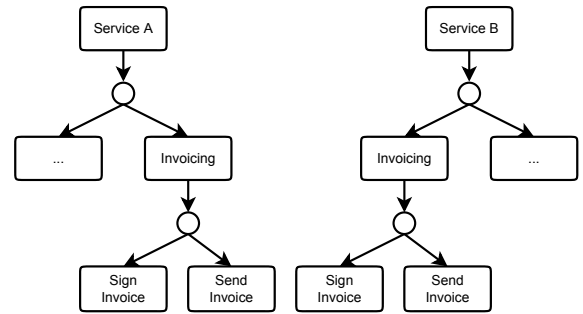 Service A
Service B
...
Invoicing
Invoicing
...
Sign
Invoice
Send
Invoice
Sign
Invoice
Send
Invoice